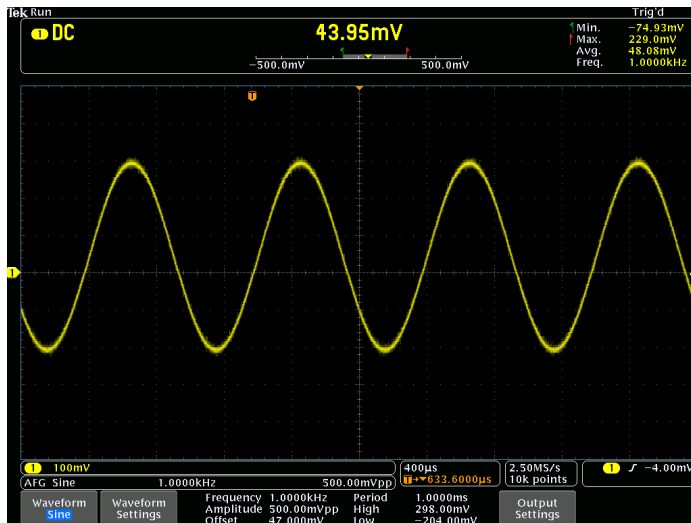 Tek Run Trig'd
1 DC 43.95mV
Min. −74.93mV
Max. 229.0mV
Avg. 48.08mV
Freq. 1.0000kHz
−500.0mV 500.0mV
T
1
1 100mV
400µs
T→▼633.6000µs
2.50MS/s
10k points
1 −4.00mV
AFG Sine 1.0000kHz 500.00mVpp
Waveform
Sine
Waveform
Settings
Frequency 1.0000kHz
Amplitude 500.00mVpp
Offset 47.000mV
Period 1.0000ms
High 298.00mV
Low −204.00mV
Output
Settings